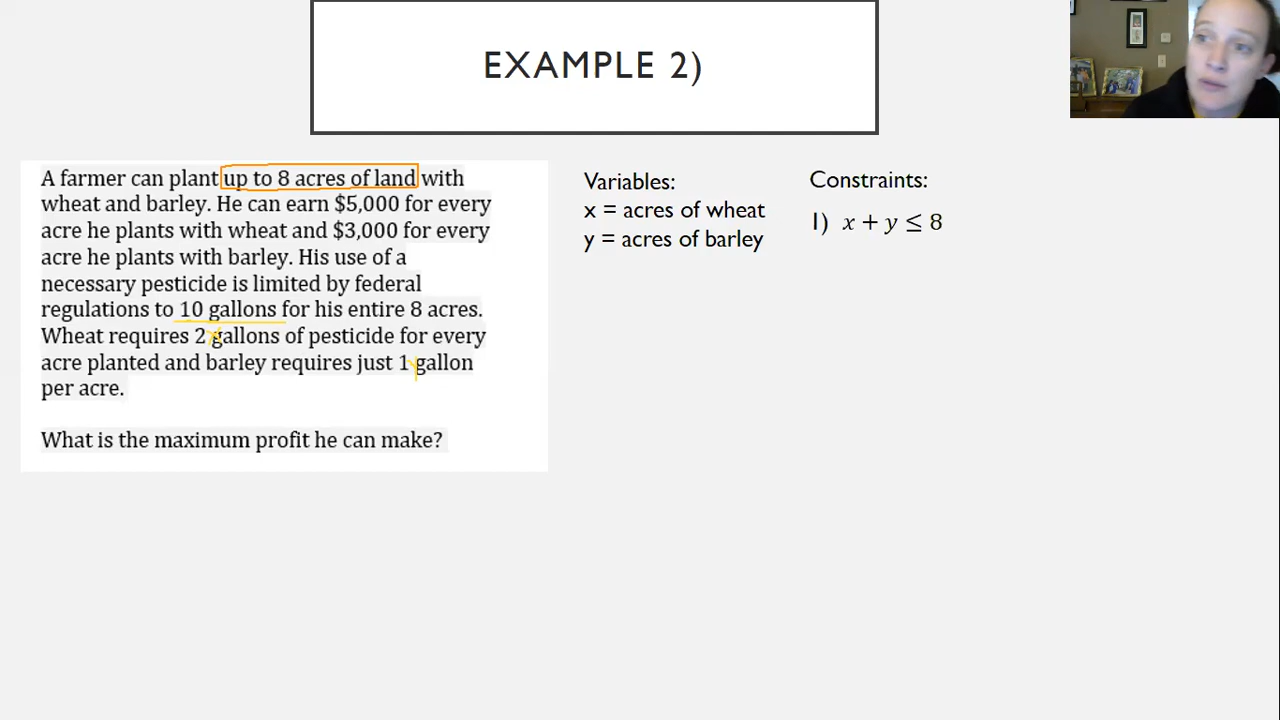 EXAMPLE 2)
A farmer can plant up to 8 acres of land with
wheat and barley. He can earn $5,000 for every
acre he plants with wheat and $3,000 for every
acre he plants with barley. His use of a
necessary pesticide is limited by federal
regulations to 10 gallons for his entire 8 acres.
Wheat requires 2 x gallons of pesticide for every
acre planted and barley requires just 1 y gallon
per acre.
What is the maximum profit he can make?
Variables:
x = acres of wheat
y = acres of barley
Constraints:
1) x + y ≤ 8